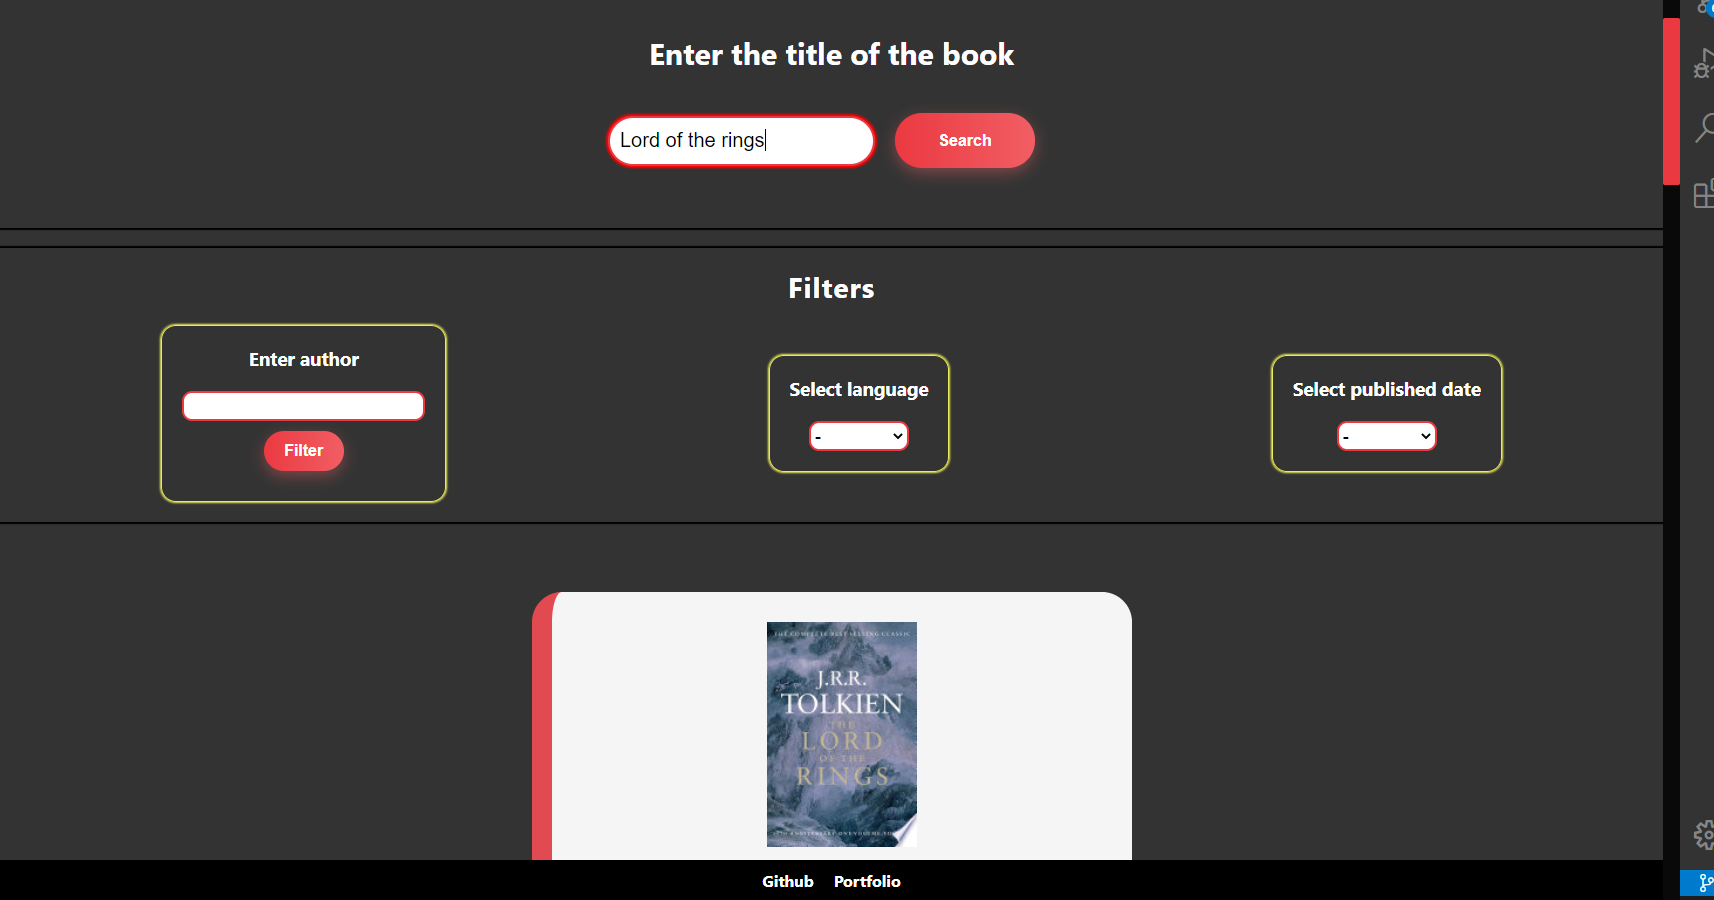 Enter the title of the book
Lord of the rings
Search
Filters
Enter author
Filter
Select language
-
Select published date
-
THE COMPLETE BEST SELLING CLASSIC
J.R.R.
TOLKIEN
THE
LORD
OF THE
RINGS
Github
Portfolio